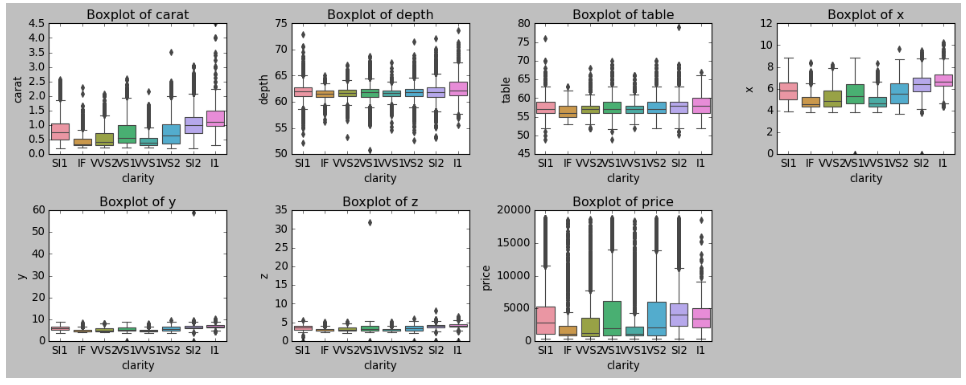 Boxplot of carat
4.5
4.0
3.5
3.0
2.5
2.0
1.5
1.0
0.5
0.0
carat
SI1 IF VVS2VS1VVS1VS2 SI2 I1
clarity
Boxplot of depth
75
70
65
60
55
50
depth
SI1 IF VVS2VS1VVS1VS2 SI2 I1
clarity
Boxplot of table
80
75
70
65
60
55
50
45
table
SI1 IF VVS2VS1VVS1VS2 SI2 I1
clarity
Boxplot of x
12
10
8
6
4
2
0
x
SI1 IF VVS2VS1VVS1VS2 SI2 I1
clarity
Boxplot of y
60
50
40
30
20
10
0
y
SI1 IF VVS2VS1VVS1VS2 SI2 I1
clarity
Boxplot of z
35
30
25
20
15
10
5
0
z
SI1 IF VVS2VS1VVS1VS2 SI2 I1
clarity
Boxplot of price
20000
15000
10000
5000
0
price
SI1 IF VVS2VS1VVS1VS2 SI2 I1
clarity